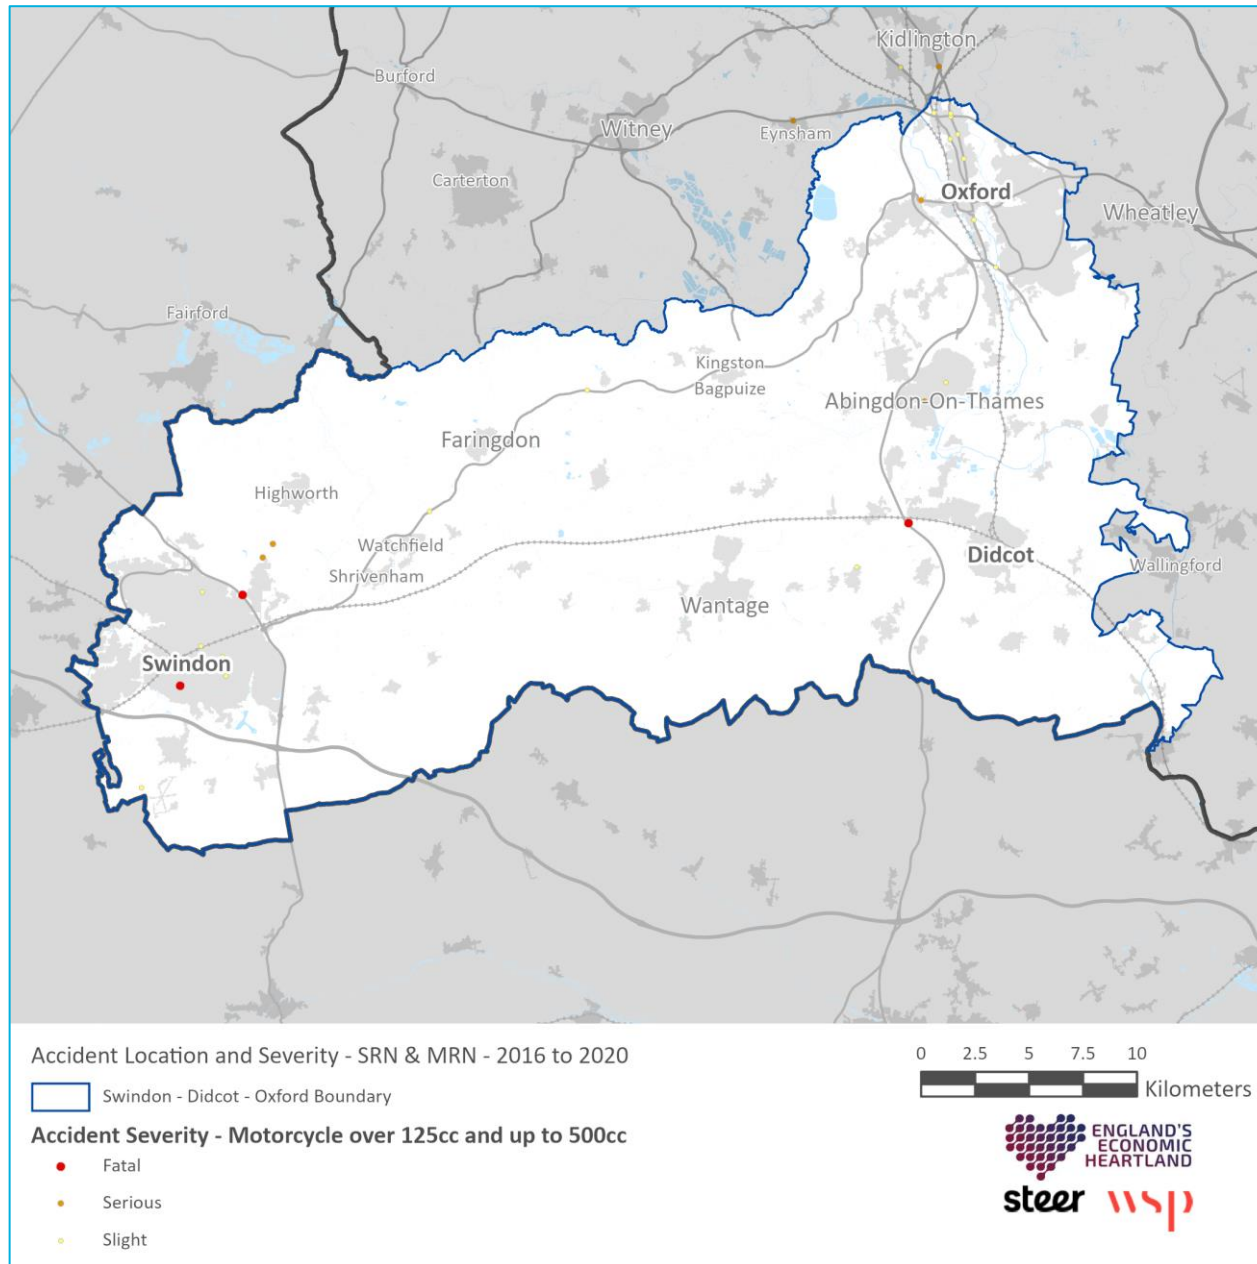 Kidlington
Burford
Witney
Eynsham
Carterton
Oxford
Wheatley
Fairford
Kingston
Bagpuize
Abingdon-On-Thames
Faringdon
Highworth
Watchfield
Didcot
Shrivenham
Wallingford
Wantage
Swindon
Accident Location and Severity - SRN & MRN - 2016 to 2020
Swindon - Didcot - Oxford Boundary
Accident Severity - Motorcycle over 125cc and up to 500cc
Fatal
Serious
Slight
0 2.5 5 7.5 10
Kilometers
ENGLAND'S
ECONOMIC
HEARTLAND
steer wsp